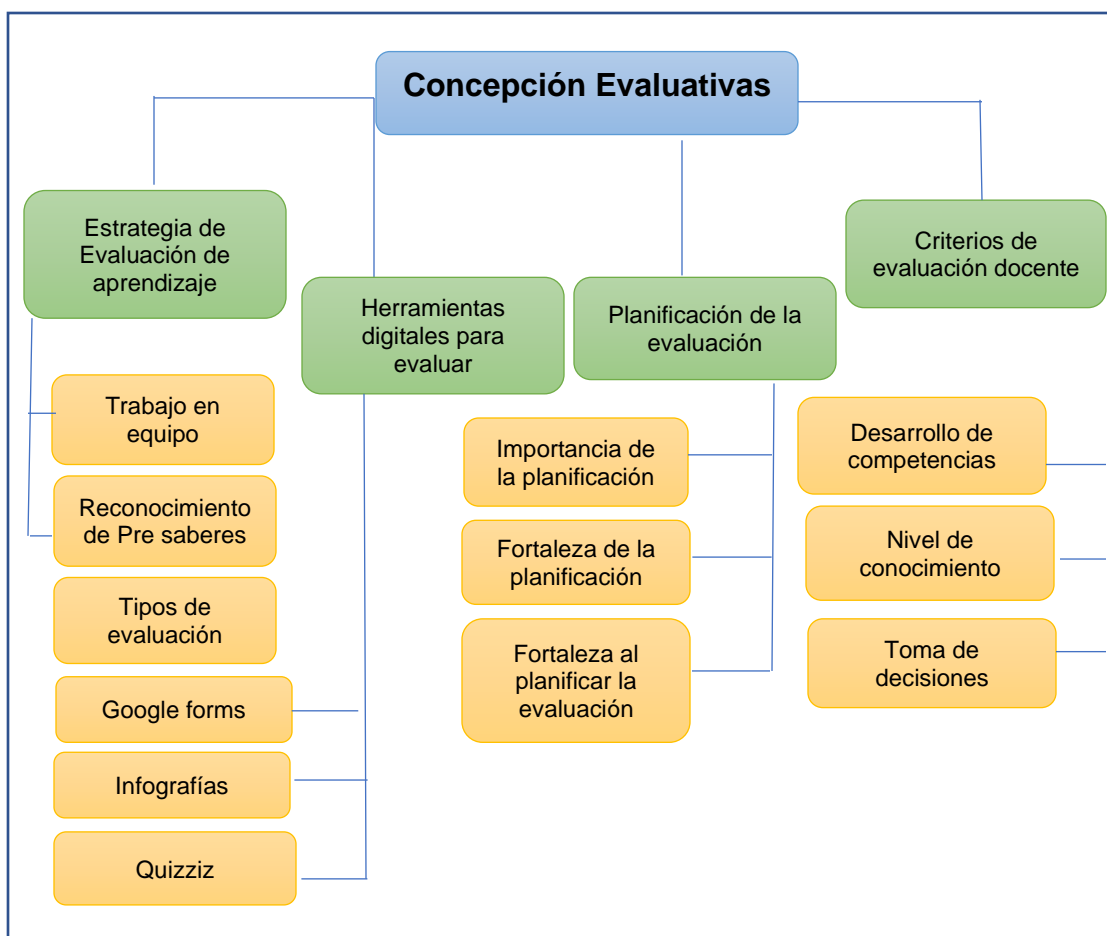 Concepción Evaluativas
Estrategia de
Evaluación de
aprendizaje
Trabajo en
equipo
Reconocimiento
de Pre saberes
Tipos de
evaluación
Herramientas
digitales para
evaluar
Google forms
Infografías
Quizziz
Planificación de la
evaluación
Importancia de
la planificación
Fortaleza de la
planificación
Fortaleza al
planificar la
evaluación
Criterios de
evaluación docente
Desarrollo de
competencias
Nivel de
conocimiento
Toma de
decisiones